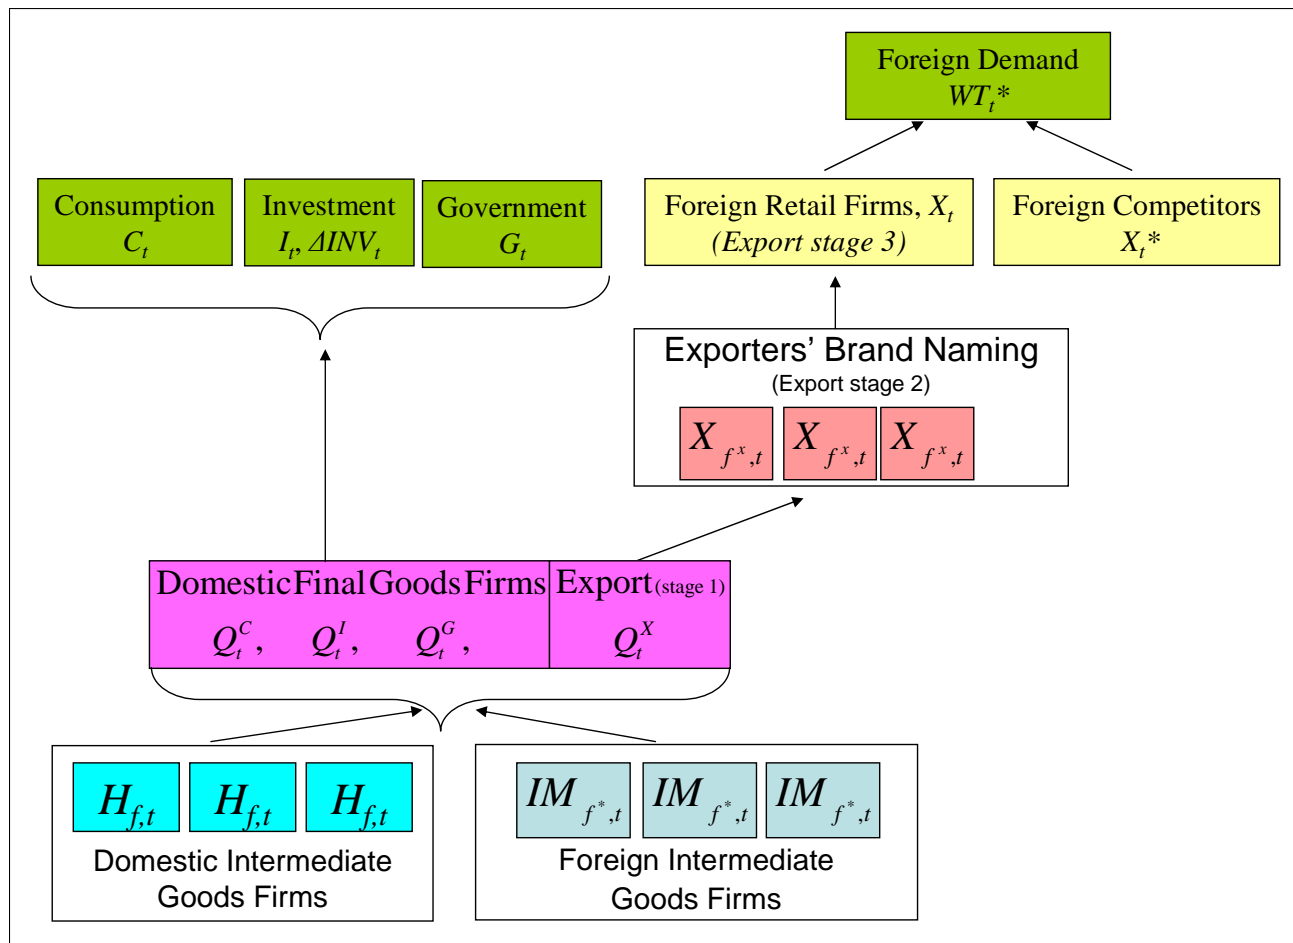 Foreign Demand
WT_t*
Consumption
C_t
Investment
I_t, ΔINV_t
Government
G_t
Foreign Retail Firms, X_t
(Export stage 3)
Foreign Competitors
X_t*
Exporters’ Brand Naming
(Export stage 2)
X_{f^x,t} X_{f^x,t} X_{f^x,t}
Domestic Final Goods Firms
Q_t^C, Q_t^I, Q_t^G,
Export (stage 1)
Q_t^X
H_{f,t} H_{f,t} H_{f,t}
Domestic Intermediate
Goods Firms
IM_{f^*,t} IM_{f^*,t} IM_{f^*,t}
Foreign Intermediate
Goods Firms